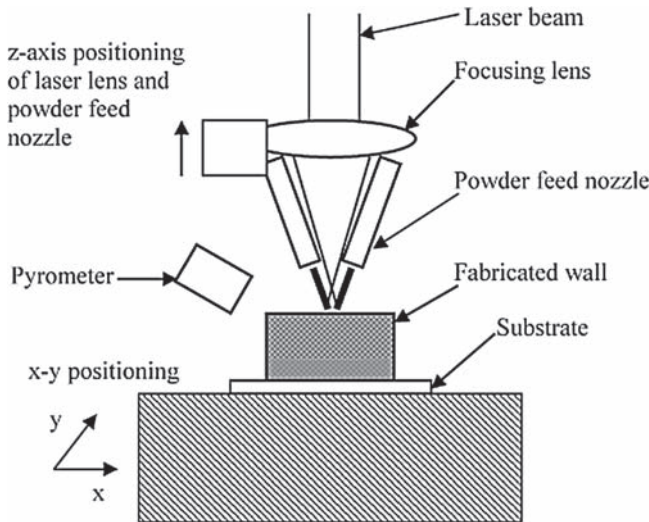 Laser beam
z-axis positioning
of laser lens and
powder feed
nozzle
Focusing lens
Powder feed nozzle
Pyrometer
Fabricated wall
Substrate
x-y positioning
y
x